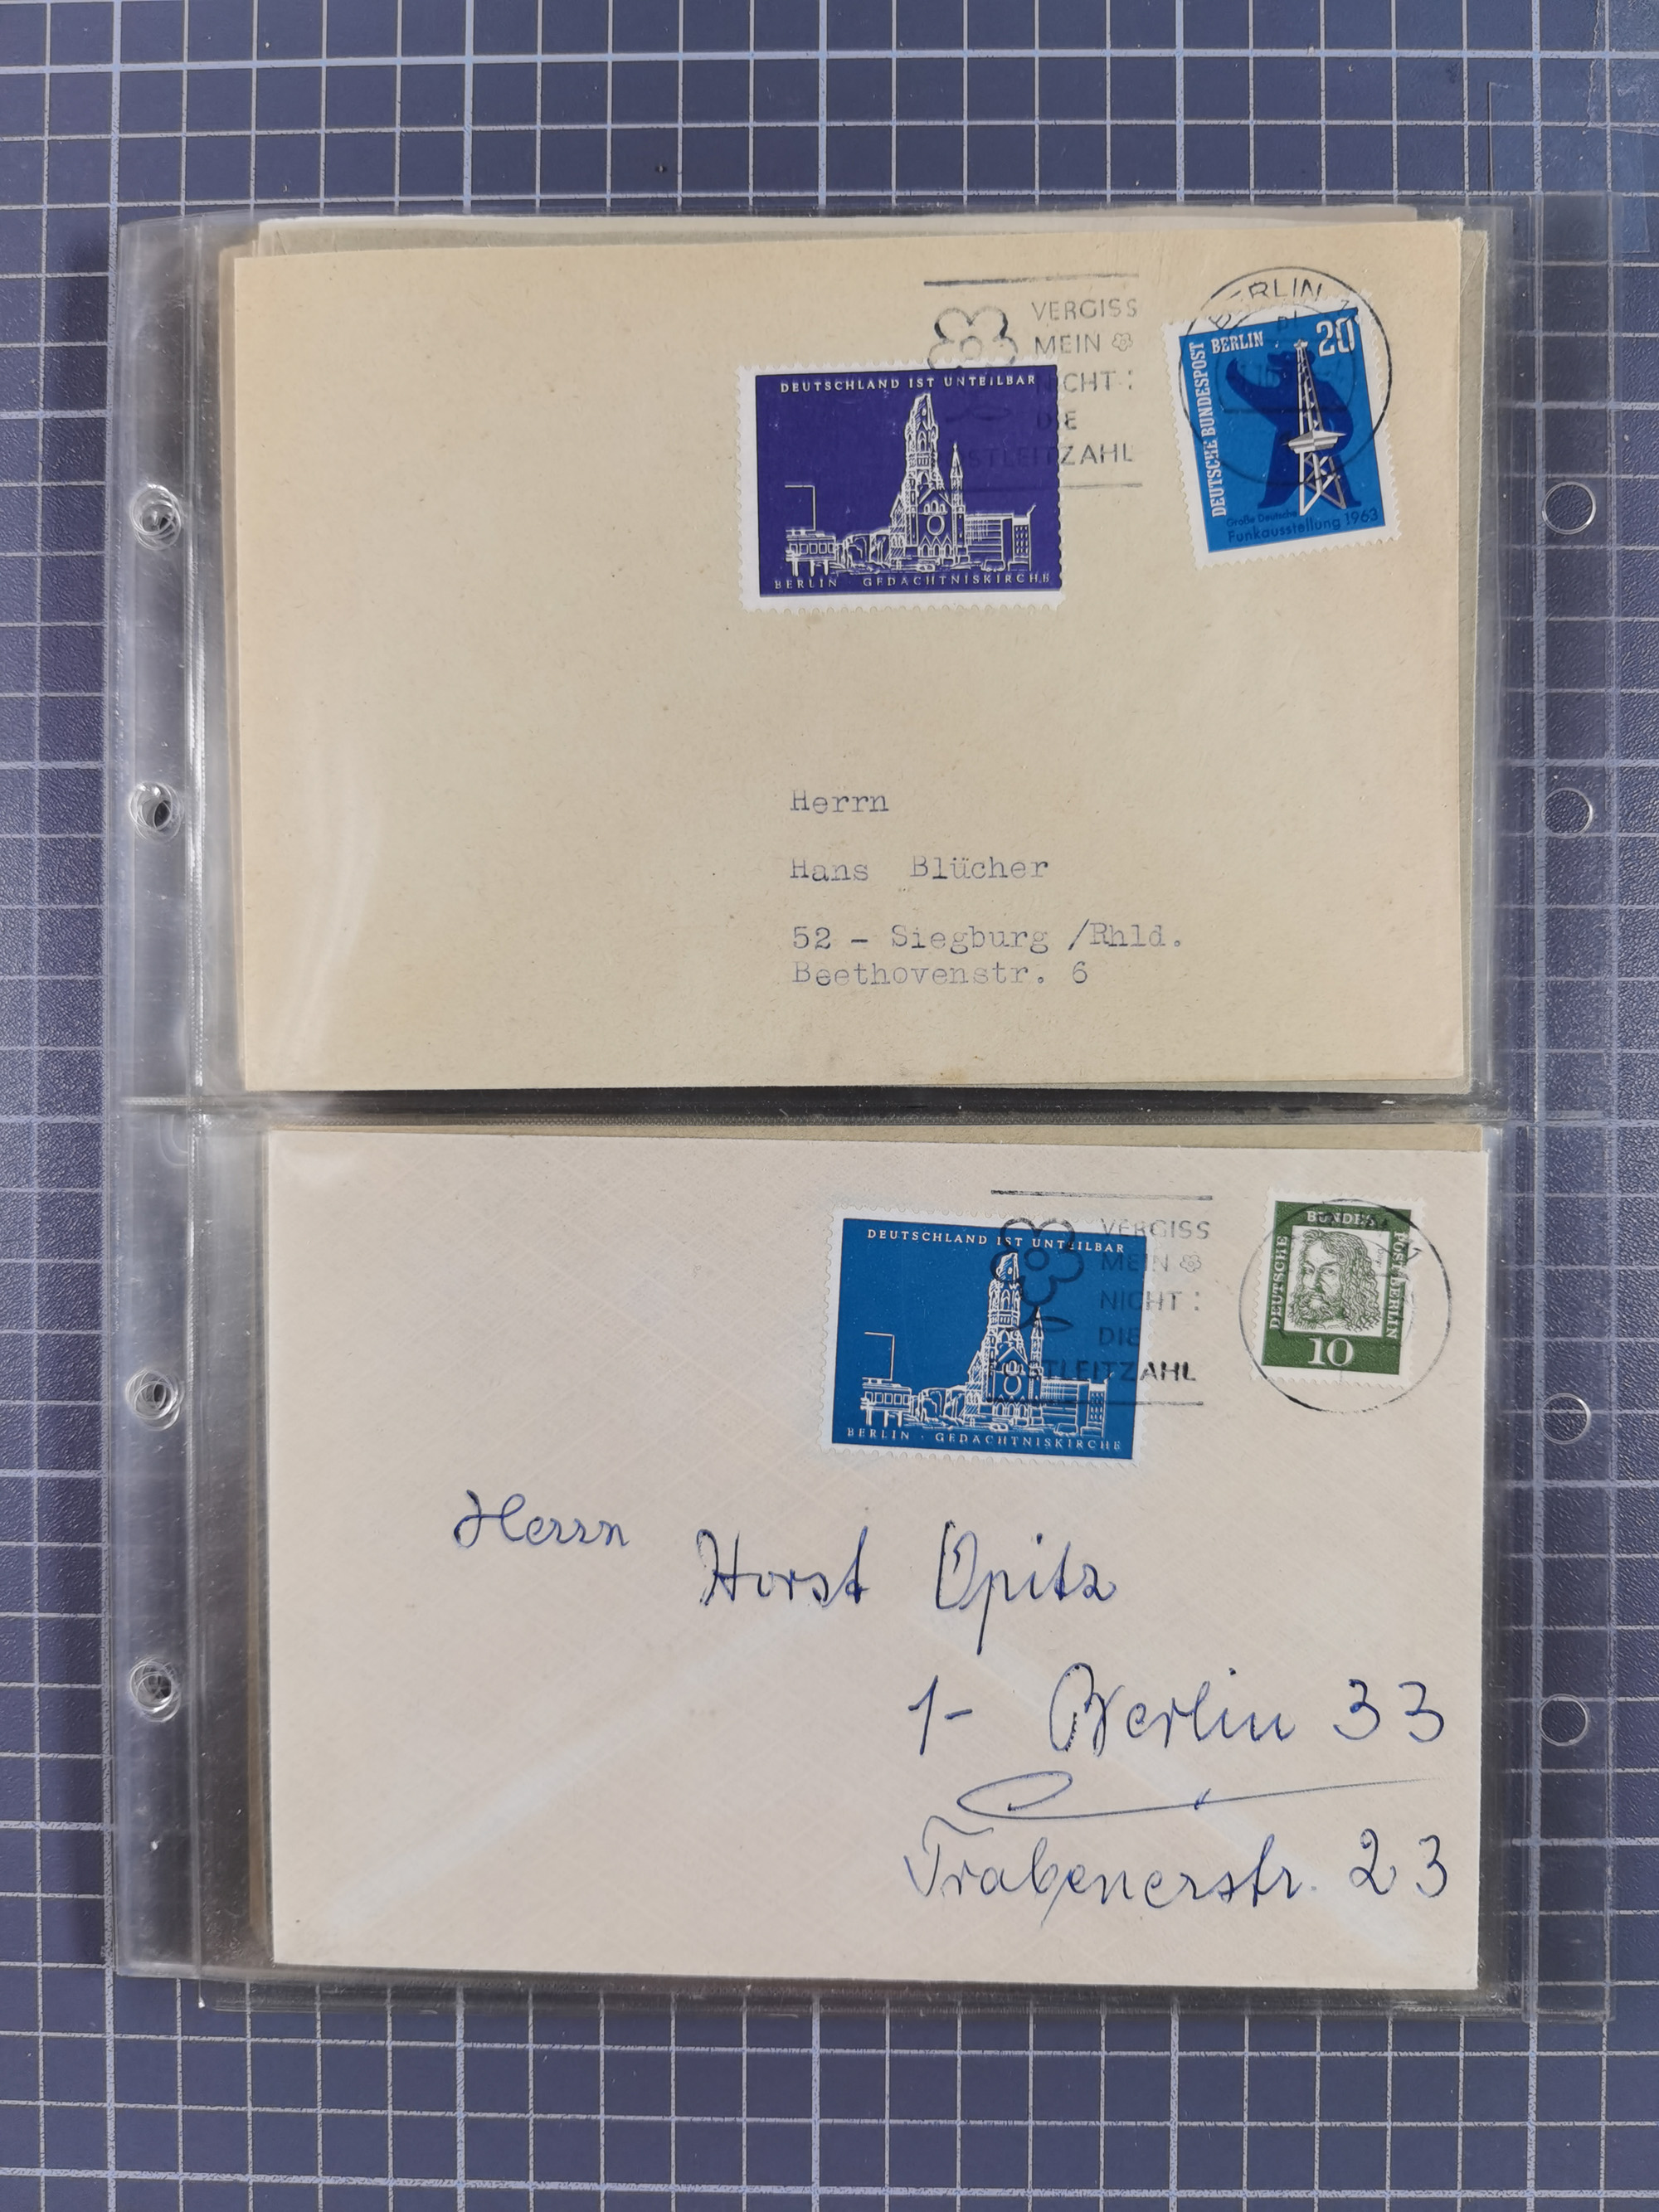 VERGISS
MEIN
NICHT:
DIE
STLEITZAHL
BERLIN
DEUTSCHLAND IST UNTEILBAR
BERLIN GEDÄCHTNISKIRCHE
DEUTSCHE BUNDESPOST
BERLIN 20
Große Deutsche
Funkausstellung 1963
Herrn
Hans Blücher
52 - Siegburg /Rhld.
Beethovenstr. 6
VERGISS
MEIN
NICHT:
DIE
STLEITZAHL
DEUTSCHLAND IST UNTEILBAR
BERLIN · GEDÄCHTNISKIRCHE
DEUTSCHE
BUNDES
POST BERLIN
10
Herrn
Horst Opitz
1- Berlin 33
Trabenerstr. 23